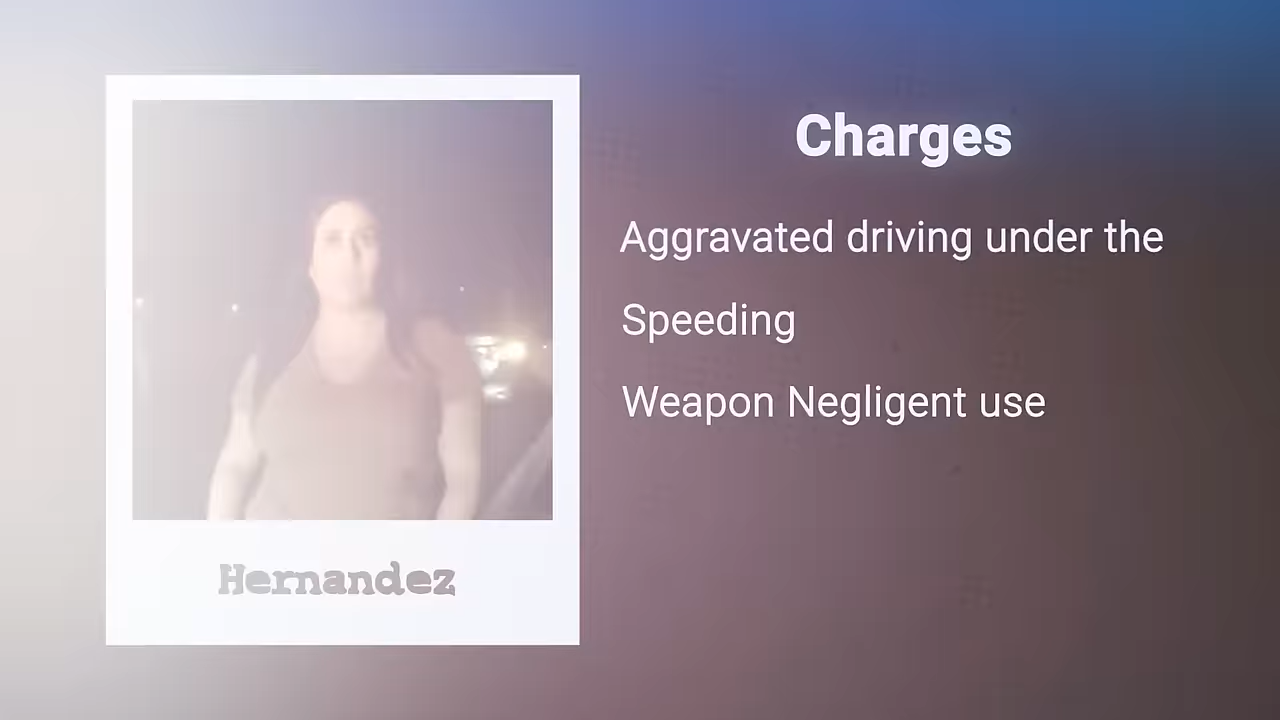 Charges
Aggravated driving under the
Speeding
Weapon Negligent use
Hernandez